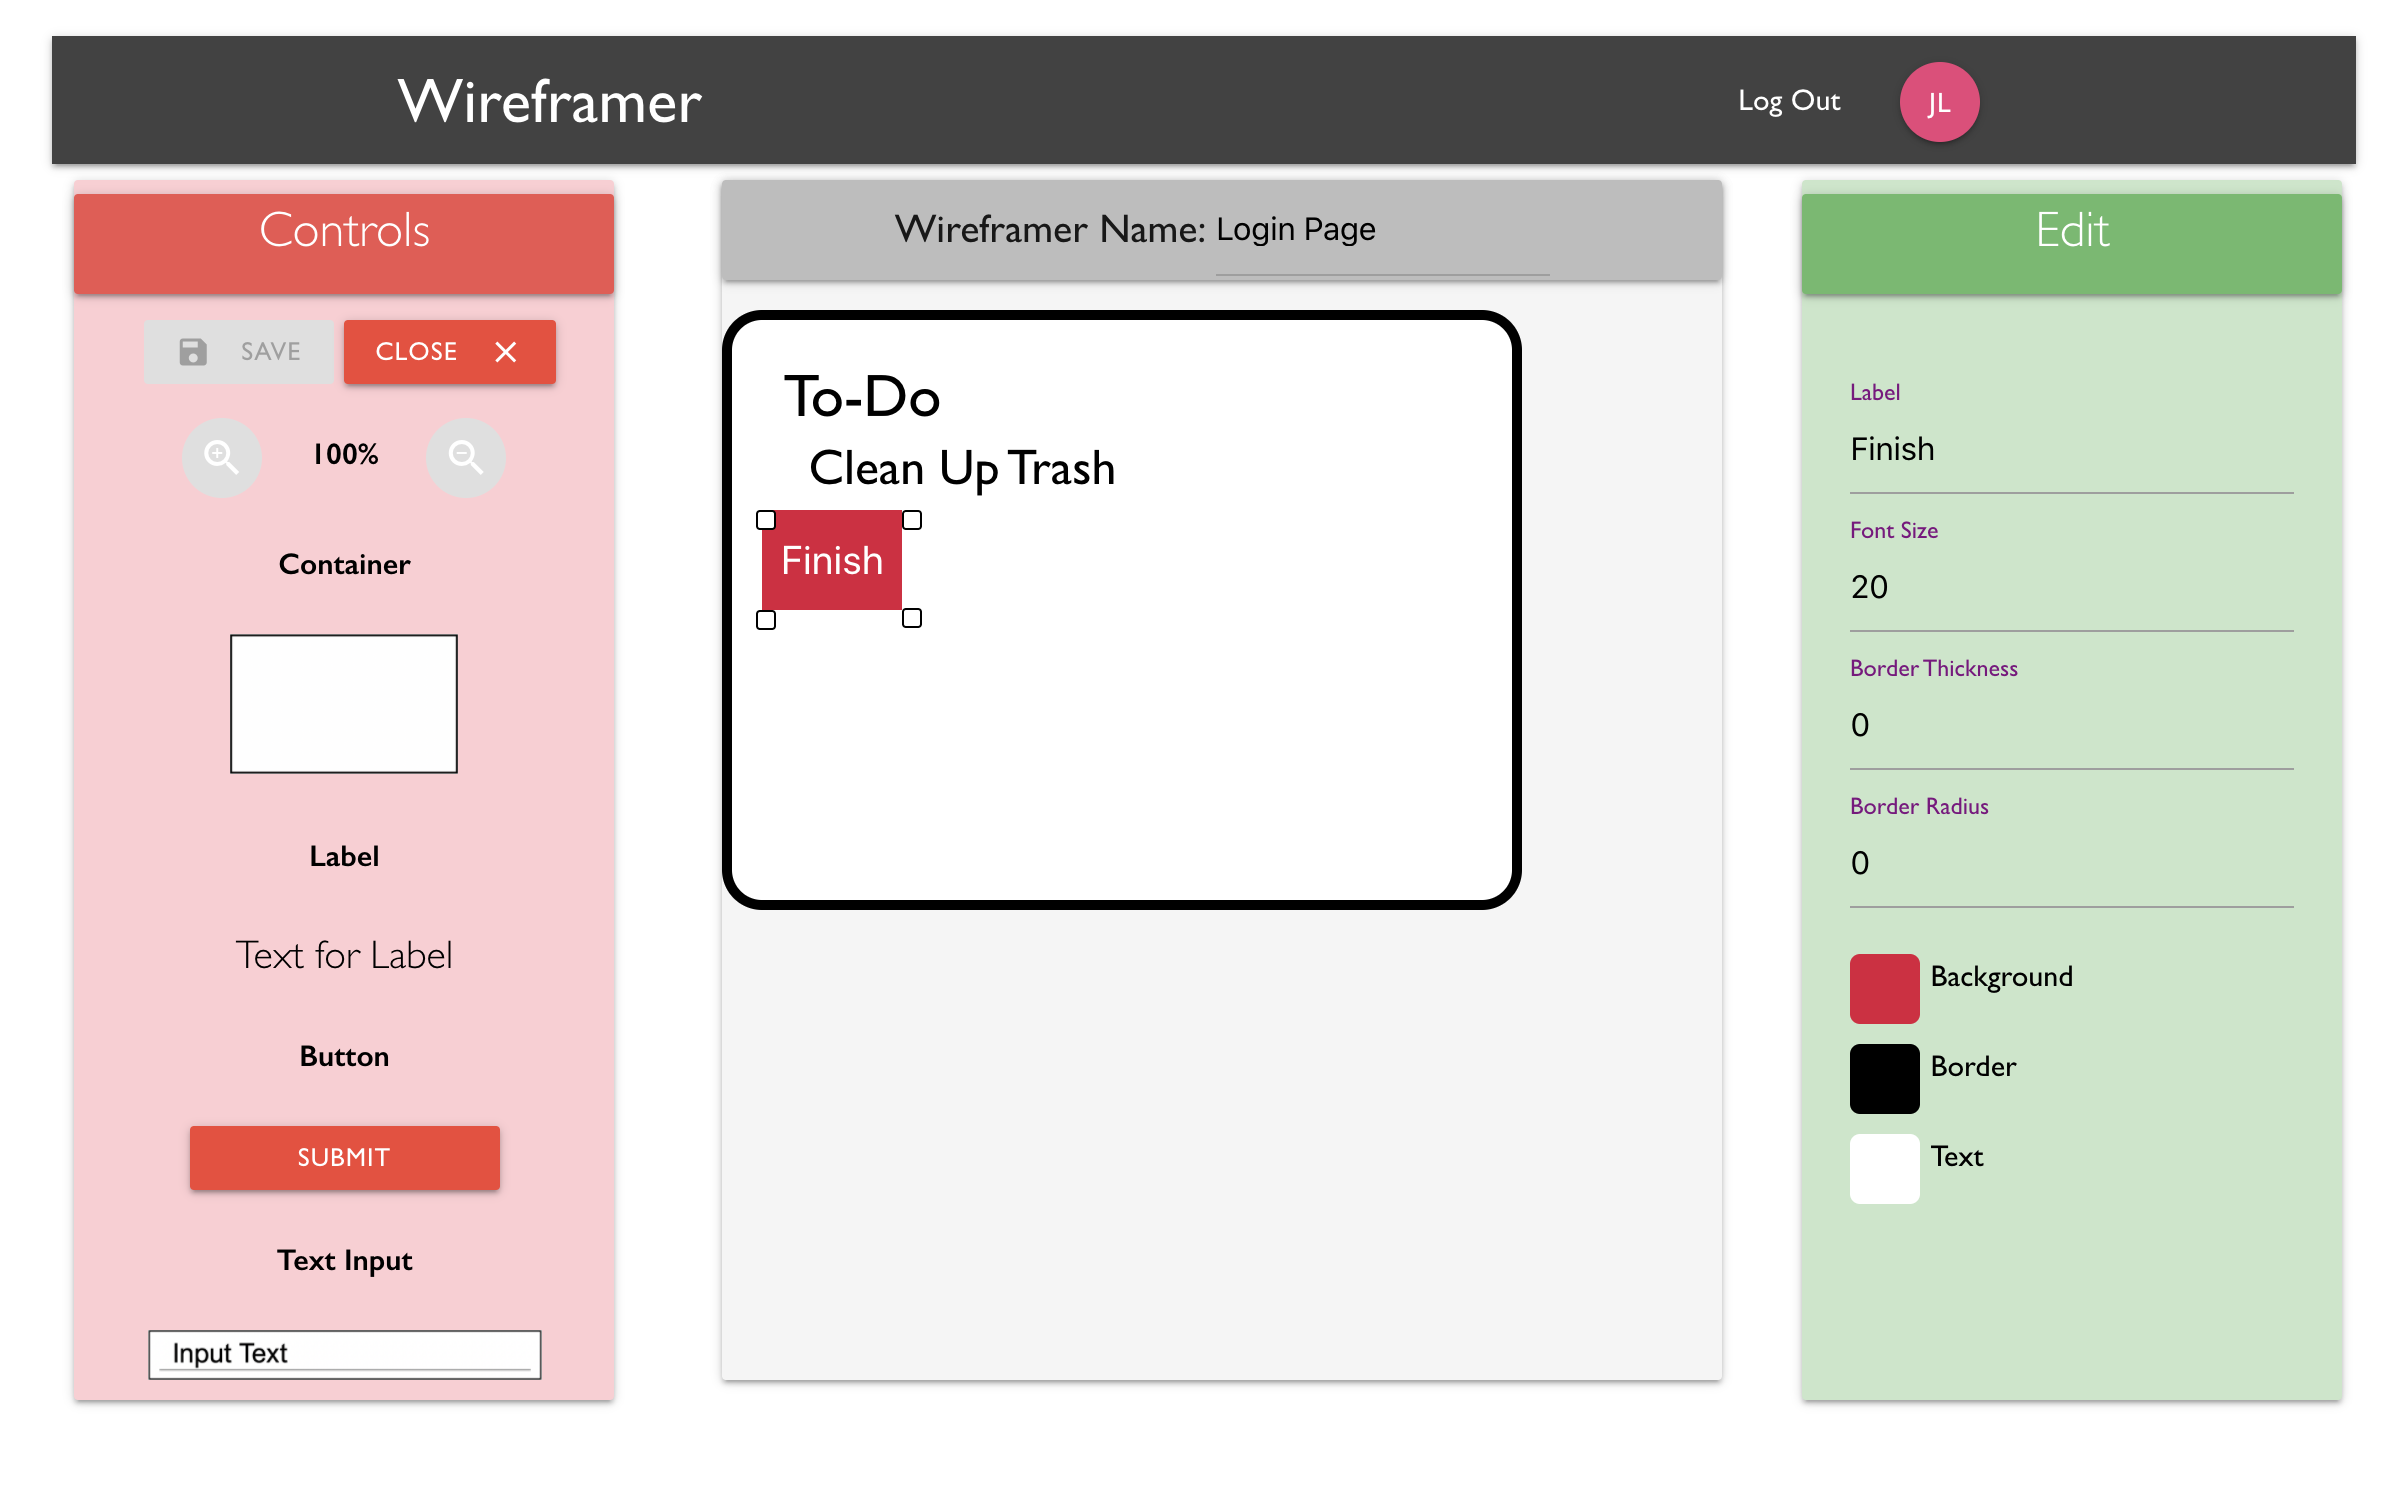 Wireframer
Log Out
JL
Controls
SAVE
CLOSE
100%
Container
Label
Text for Label
Button
SUBMIT
Text Input
Input Text
Wireframer Name: Login Page
To-Do
Clean Up Trash
Finish
Edit
Label
Finish
Font Size
20
Border Thickness
0
Border Radius
0
Background
Border
Text